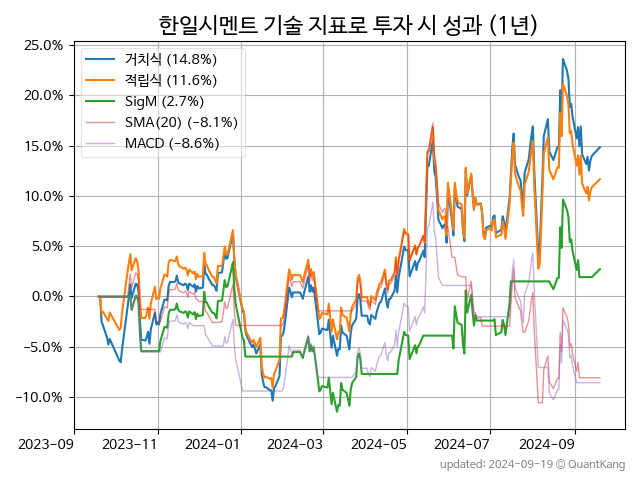 한일시멘트 기술 지표로 투자 시 성과 (1년)
25.0%
20.0%
15.0%
10.0%
5.0%
0.0%
−5.0%
−10.0%
거치식 (14.8%)
적립식 (11.6%)
SigM (2.7%)
SMA(20) (−8.1%)
MACD (−8.6%)
2023-09 2023-11 2024-01 2024-03 2024-05 2024-07 2024-09
updated: 2024-09-19 @ QuantKang